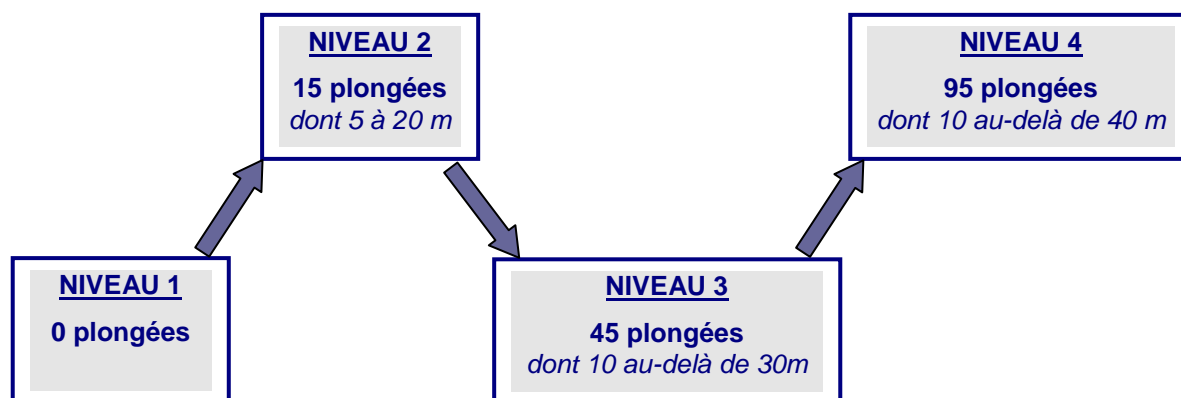 NIVEAU 1
0 plongées
NIVEAU 2
15 plongées
dont 5 à 20 m
NIVEAU 3
45 plongées
dont 10 au-delà de 30m
NIVEAU 4
95 plongées
dont 10 au-delà de 40 m